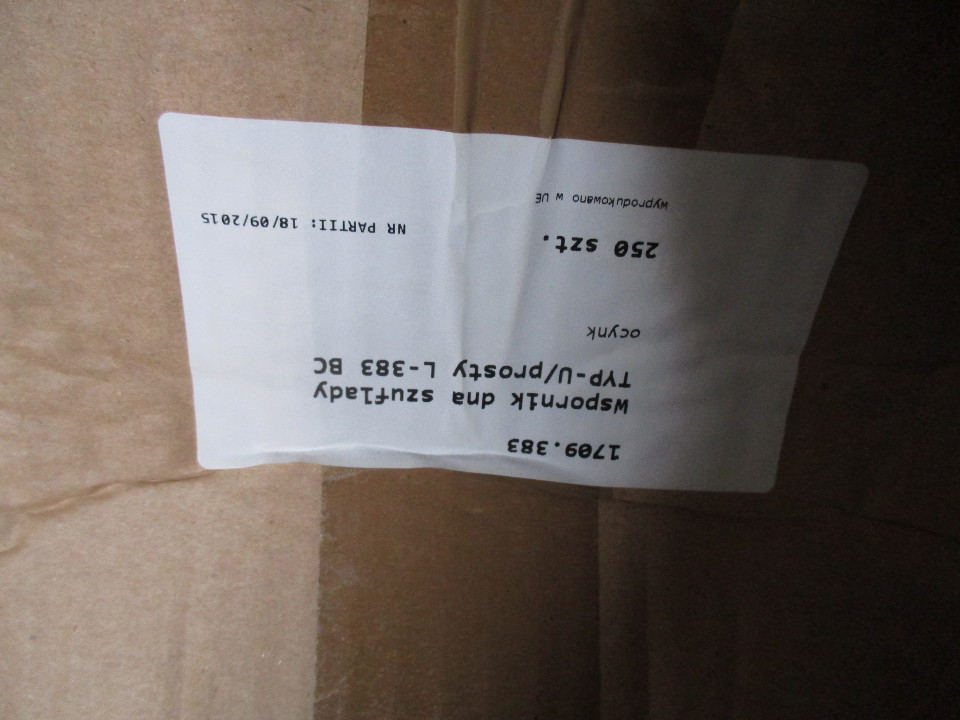 1709.383
Wspornik dna szuflady
TYP-U/prosty L-383 BC
ocynk
250 szt.
wyprodukowano w UE
NR PARTII: 18/09/2015